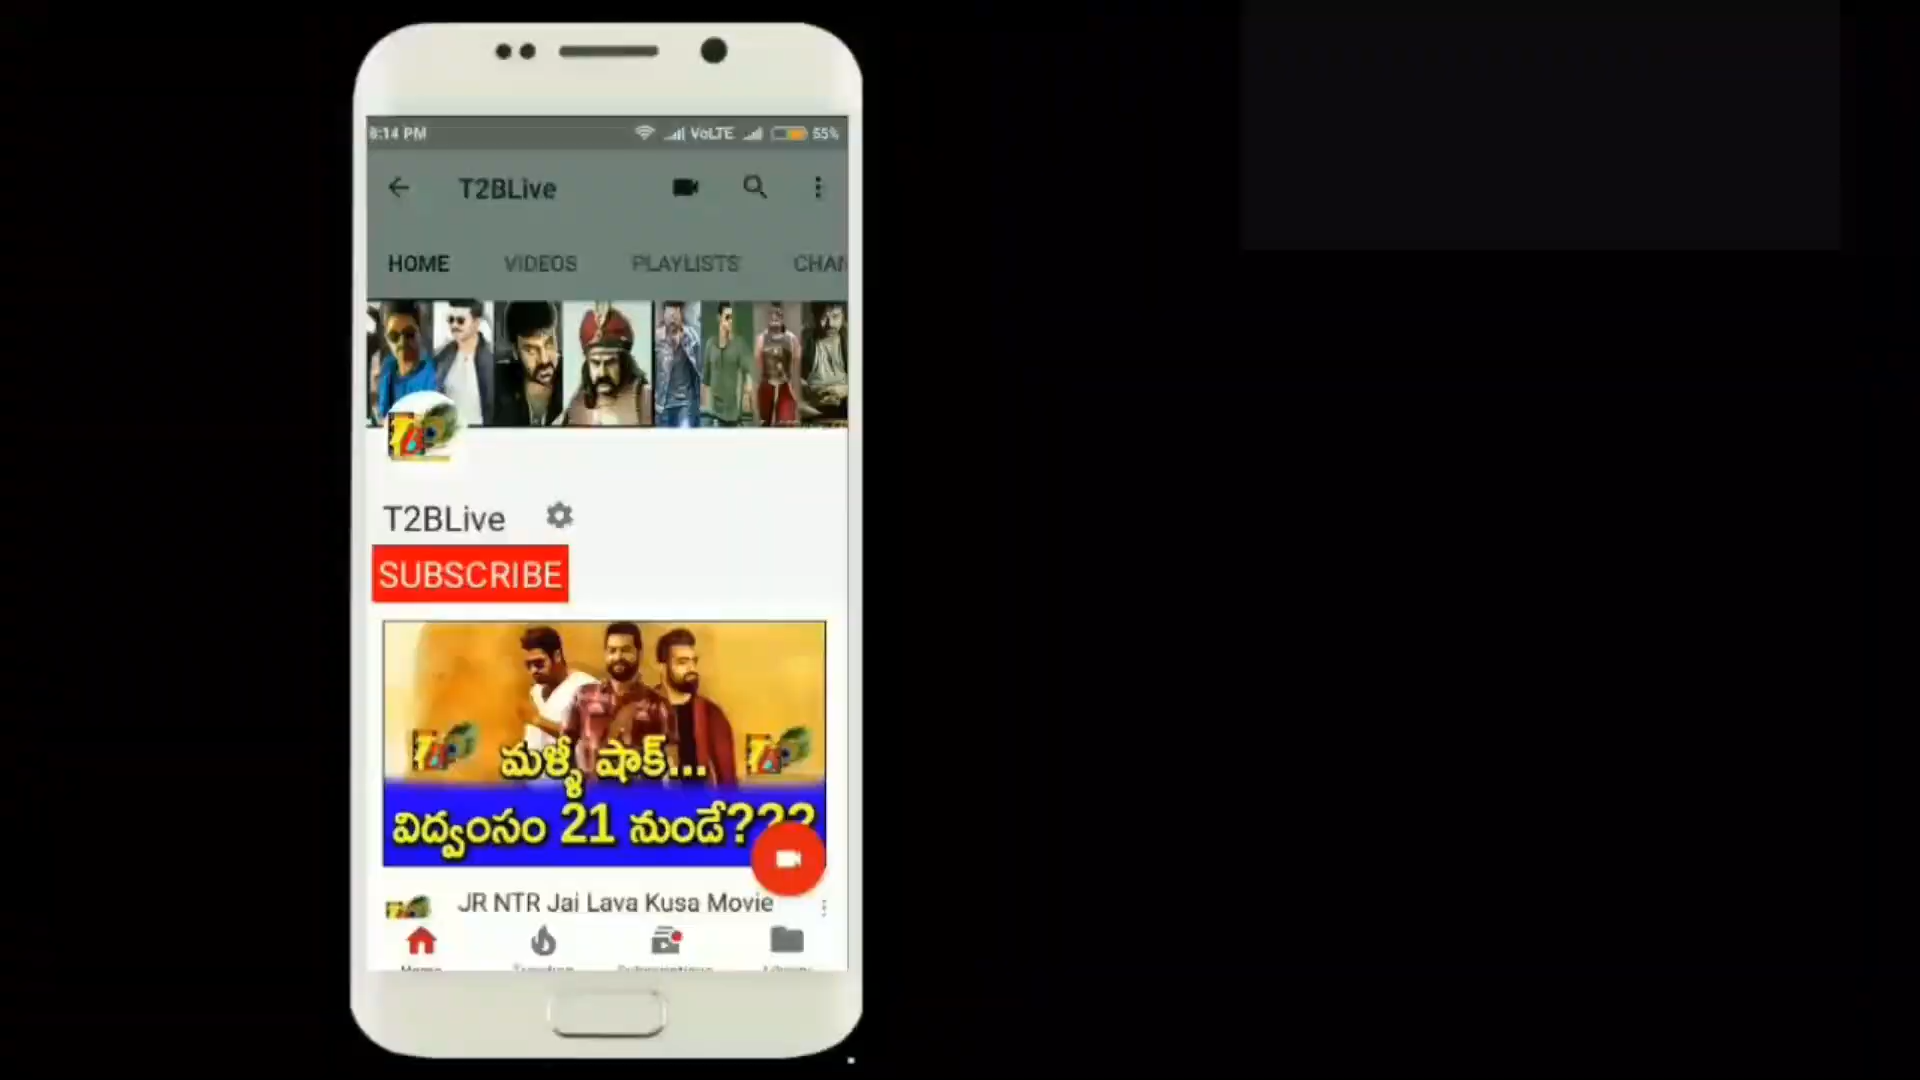 8:14 PM VoLTE 55%
T2BLive
HOME VIDEOS PLAYLISTS CHAN
T2BLive
SUBSCRIBE
మళ్ళీ షాక్...
విద్వంసం 21 నుండే???
JR NTR Jai Lava Kusa Movie